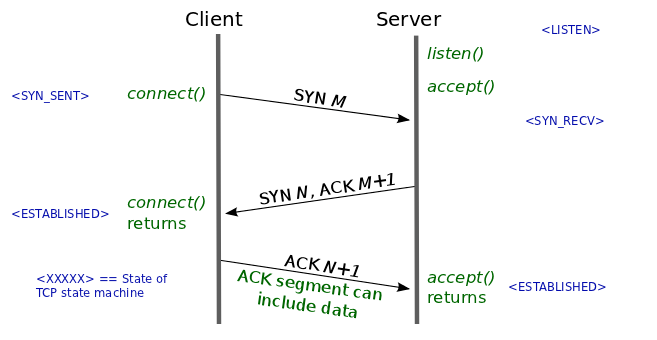 Client
Server
<LISTEN>
listen()
accept()
<SYN_SENT>
connect()
SYN M
<SYN_RECV>
SYN N , ACK M+1
connect()
returns
<ESTABLISHED>
ACK N+1
ACK segment can
include data
<XXXXX> == State of
TCP state machine
accept()
returns
<ESTABLISHED>